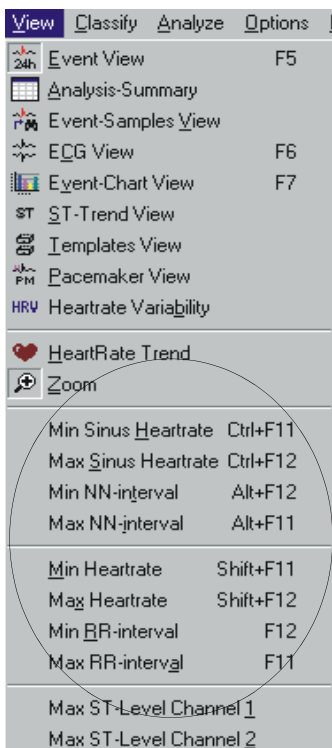 View Classify Analyze Options
24h Event View F5
Analysis-Summary
Event-Samples View
ECG View F6
Event-Chart View F7
ST ST-Trend View
Templates View
PM Pacemaker View
HRV Heartrate Variability
HeartRate Trend
Zoom
Min Sinus Heartrate Ctrl+F11
Max Sinus Heartrate Ctrl+F12
Min NN-interval Alt+F12
Max NN-interval Alt+F11
Min Heartrate Shift+F11
Max Heartrate Shift+F12
Min RR-interval F12
Max RR-interval F11
Max ST-Level Channel 1
Max ST-Level Channel 2